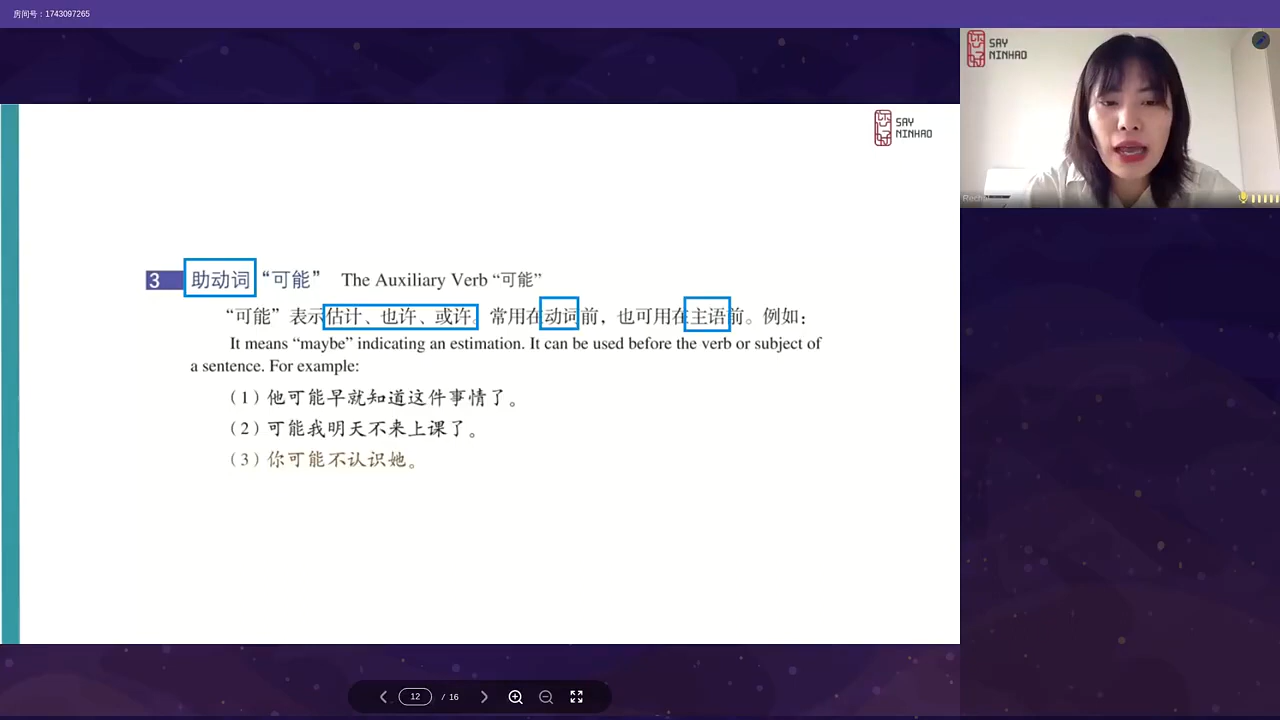 房间号：1743097265
SAY
NINHAO
SAY
NINHAO
3 助动词“可能” The Auxiliary Verb “可能”
“可能”表示估计、也许、或许。常用在动词前，也可用在主语前。例如：
It means “maybe” indicating an estimation. It can be used before the verb or subject of
a sentence. For example:
（1）他可能早就知道这件事情了。
（2）可能我明天不来上课了。
（3）你可能不认识她。
12 / 16